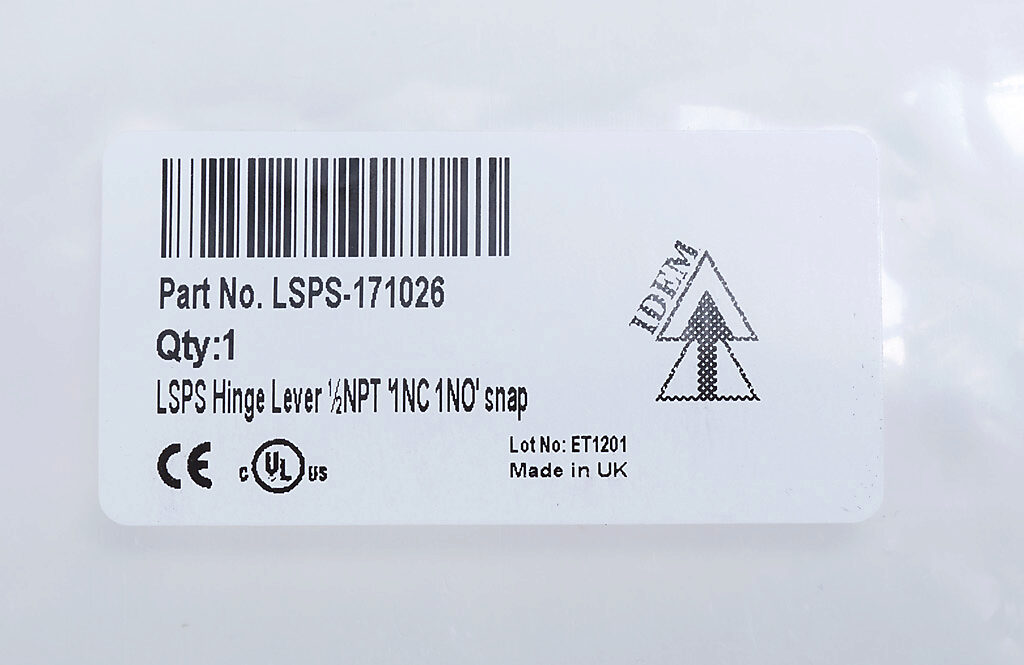 Part No. LSPS-171026
Qty:1
LSPS Hinge Lever ½NPT '1NC 1NO' snap
CE
C UL US
Lot No: ET1201
Made in UK
IDEM